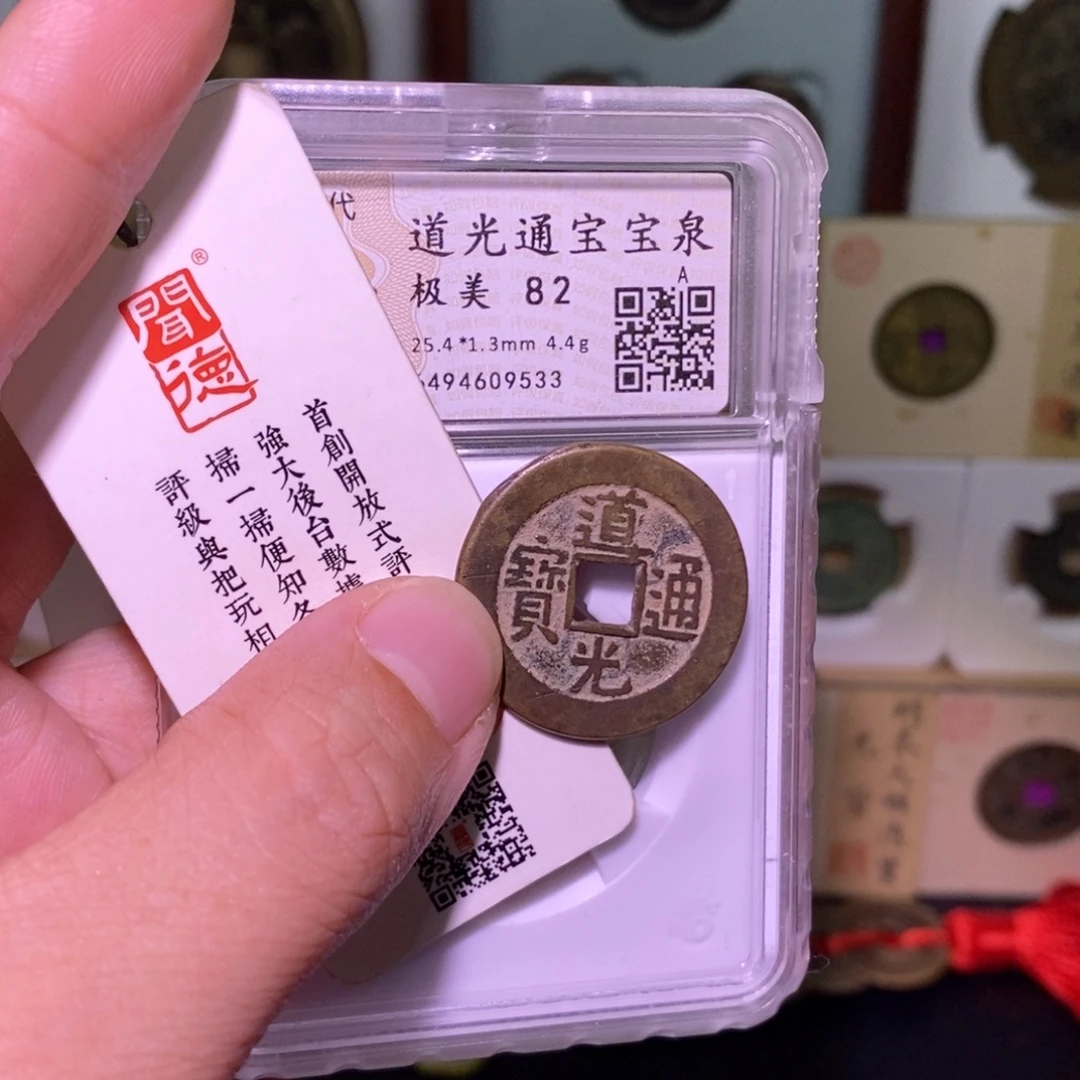 代
道光通宝宝泉
极美 82
A
25.4*1.3mm 4.4g
494609533
聞德
®
首創開放式評
強大後台數據
掃一掃便知
評級與把玩相
道光通寶